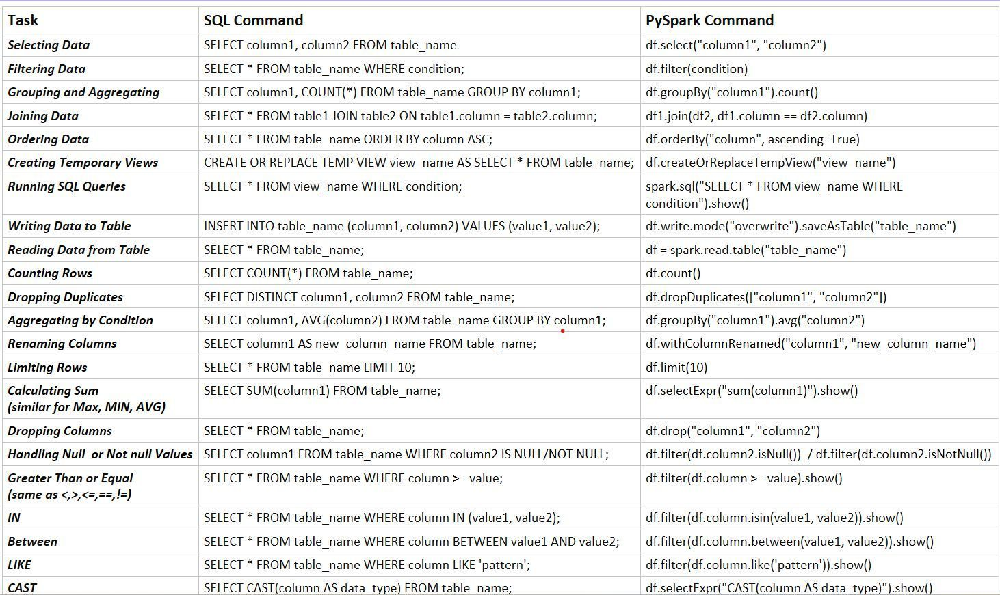 Task SQL Command PySpark Command
Selecting Data SELECT column1, column2 FROM table_name df.select("column1", "column2")
Filtering Data SELECT * FROM table_name WHERE condition; df.filter(condition)
Grouping and Aggregating SELECT column1, COUNT(*) FROM table_name GROUP BY column1; df.groupBy("column1").count()
Joining Data SELECT * FROM table1 JOIN table2 ON table1.column = table2.column; df1.join(df2, df1.column == df2.column)
Ordering Data SELECT * FROM table_name ORDER BY column ASC; df.orderBy("column", ascending=True)
Creating Temporary Views CREATE OR REPLACE TEMP VIEW view_name AS SELECT * FROM table_name; df.createOrReplaceTempView("view_name")
Running SQL Queries SELECT * FROM view_name WHERE condition; spark.sql("SELECT * FROM view_name WHERE
condition").show()
Writing Data to Table INSERT INTO table_name (column1, column2) VALUES (value1, value2); df.write.mode("overwrite").saveAsTable("table_name")
Reading Data from Table SELECT * FROM table_name; df = spark.read.table("table_name")
Counting Rows SELECT COUNT(*) FROM table_name; df.count()
Dropping Duplicates SELECT DISTINCT column1, column2 FROM table_name; df.dropDuplicates(["column1", "column2"])
Aggregating by Condition SELECT column1, AVG(column2) FROM table_name GROUP BY column1; df.groupBy("column1").avg("column2")
Renaming Columns SELECT column1 AS new_column_name FROM table_name; df.withColumnRenamed("column1", "new_column_name")
Limiting Rows SELECT * FROM table_name LIMIT 10; df.limit(10)
Calculating Sum SELECT SUM(column1) FROM table_name; df.selectExpr("sum(column1)").show()
(similar for Max, MIN, AVG)
Dropping Columns SELECT * FROM table_name; df.drop("column1", "column2")
Handling Null or Not null Values SELECT column1 FROM table_name WHERE column2 IS NULL/NOT NULL; df.filter(df.column2.isNull()) / df.filter(df.column2.isNotNull())
Greater Than or Equal SELECT * FROM table_name WHERE column >= value; df.filter(df.column >= value).show()
(same as <,>,<=,==,!=)
IN SELECT * FROM table_name WHERE column IN (value1, value2); df.filter(df.column.isin(value1, value2)).show()
Between SELECT * FROM table_name WHERE column BETWEEN value1 AND value2; df.filter(df.column.between(value1, value2)).show()
LIKE SELECT * FROM table_name WHERE column LIKE 'pattern'; df.filter(df.column.like('pattern')).show()
CAST SELECT CAST(column AS data_type) FROM table_name; df.selectExpr("CAST(column AS data_type)").show()